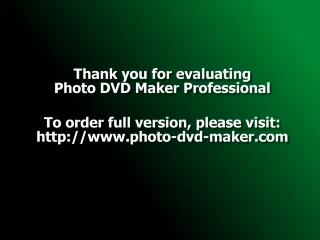 Thank you for evaluating
Photo DVD Maker Professional
To order full version, please visit:
http://www.photo-dvd-maker.com